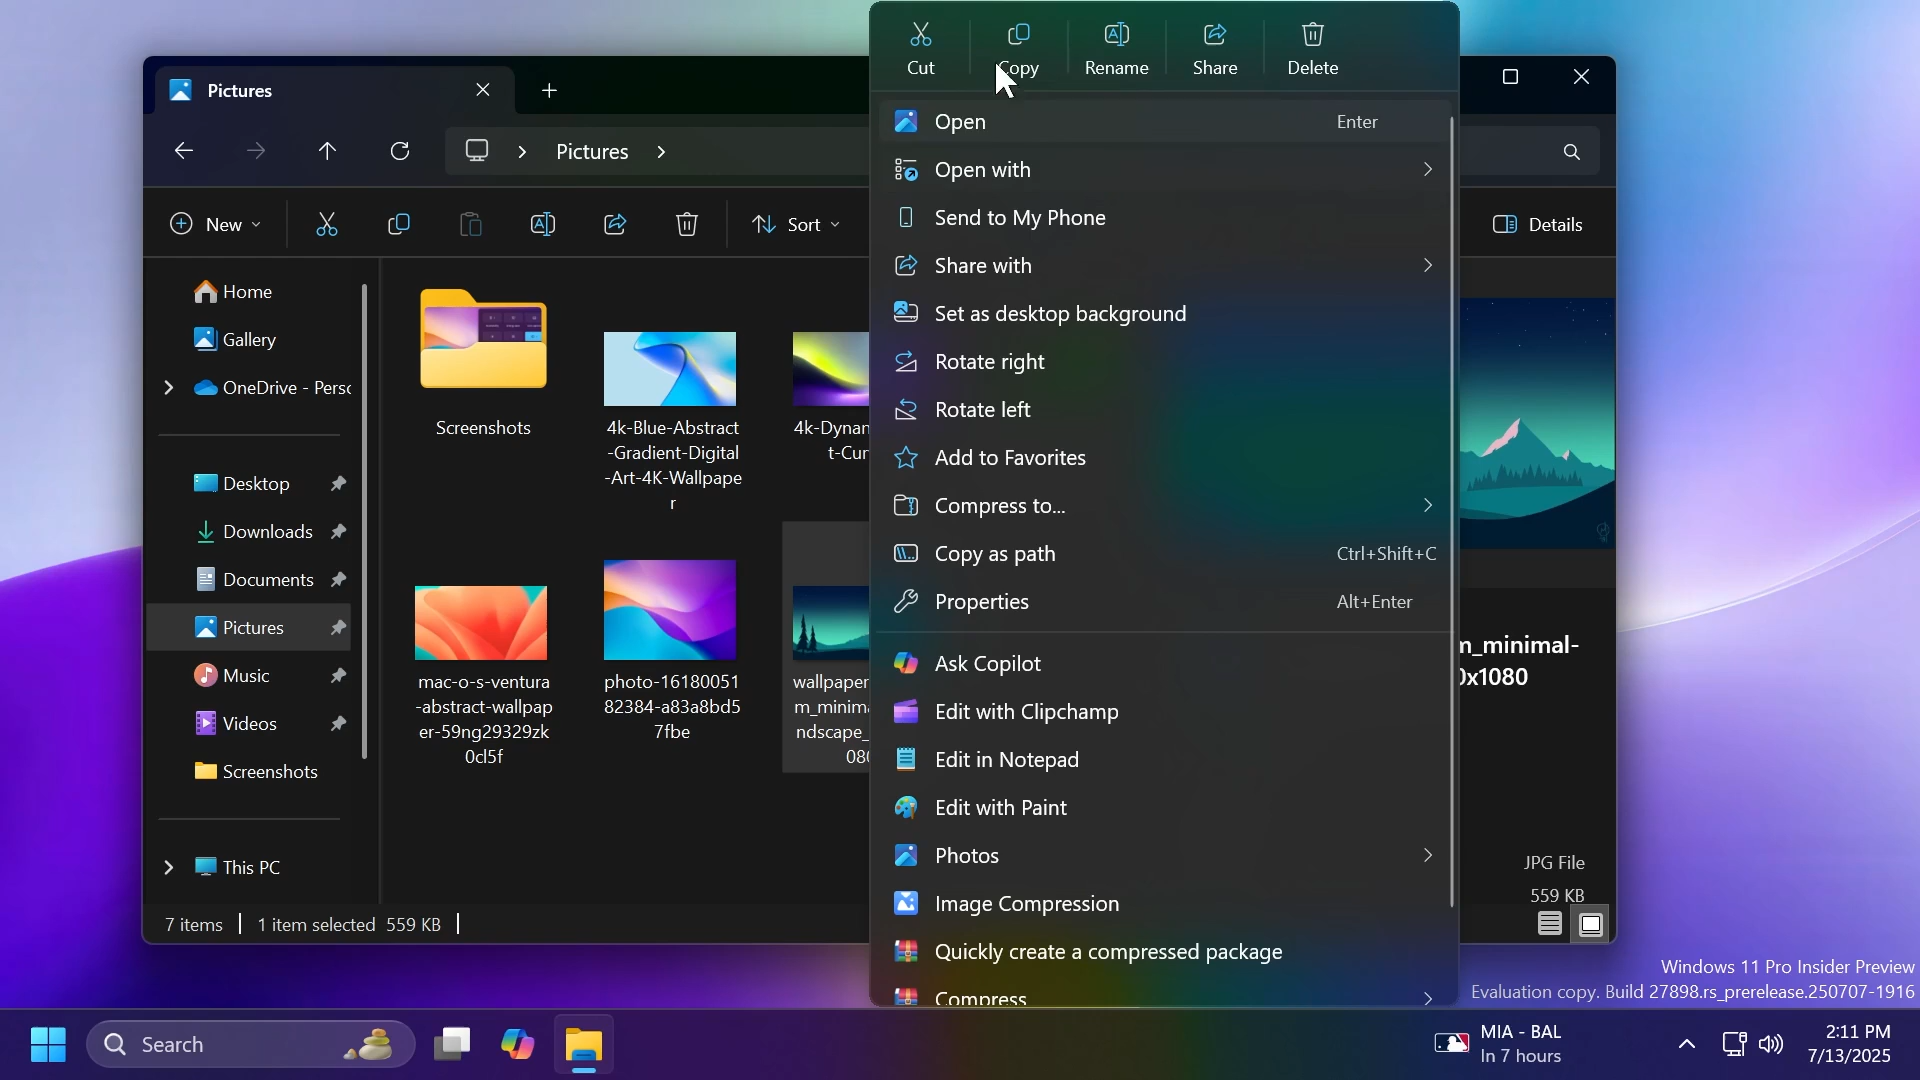 Cut
Copy
Rename
Share
Delete
Pictures
Open Enter
Pictures
Open with
Send to My Phone
New
Sort
Details
Share with
Home
Set as desktop background
Gallery
Rotate right
OneDrive - Perso
Rotate left
Screenshots
4k-Blue-Abstract
-Gradient-Digital
-Art-4K-Wallpape
r
4k-Dynam
t-Cur
Add to Favorites
Desktop
Compress to...
Downloads
Copy as path Ctrl+Shift+C
Documents
Properties Alt+Enter
Pictures
Music
Videos
Screenshots
This PC
mac-o-s-ventura
-abstract-wallpap
er-59ng29329zk
0cl5f
photo-16180051
82384-a83a8bd5
7fbe
wallpaper
m_minima
ndscape_
080
m_minimal-
0x1080
Ask Copilot
Edit with Clipchamp
Edit in Notepad
Edit with Paint
Photos
JPG File
559 KB
Image Compression
7 items
1 item selected 559 KB
Quickly create a compressed package
Compress
Windows 11 Pro Insider Preview
Evaluation copy. Build 27898.rs_prerelease.250707-1916
Search
MIA - BAL
In 7 hours
2:11 PM
7/13/2025